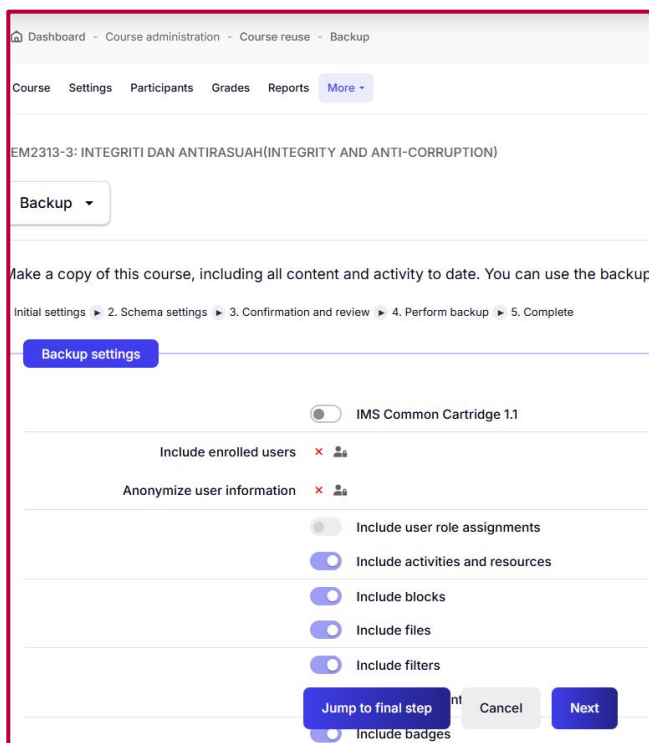 Dashboard - Course administration - Course reuse - Backup
Course Settings Participants Grades Reports More
EM2313-3: INTEGRITI DAN ANTIRASUAH(INTEGRITY AND ANTI-CORRUPTION)
Backup
Make a copy of this course, including all content and activity to date. You can use the backup
Initial settings ► 2. Schema settings ► 3. Confirmation and review ► 4. Perform backup ► 5. Complete
Backup settings
IMS Common Cartridge 1.1
Include enrolled users
Anonymize user information
Include user role assignments
Include activities and resources
Include blocks
Include files
Include filters
Jump to final step Cancel Next
Include badges